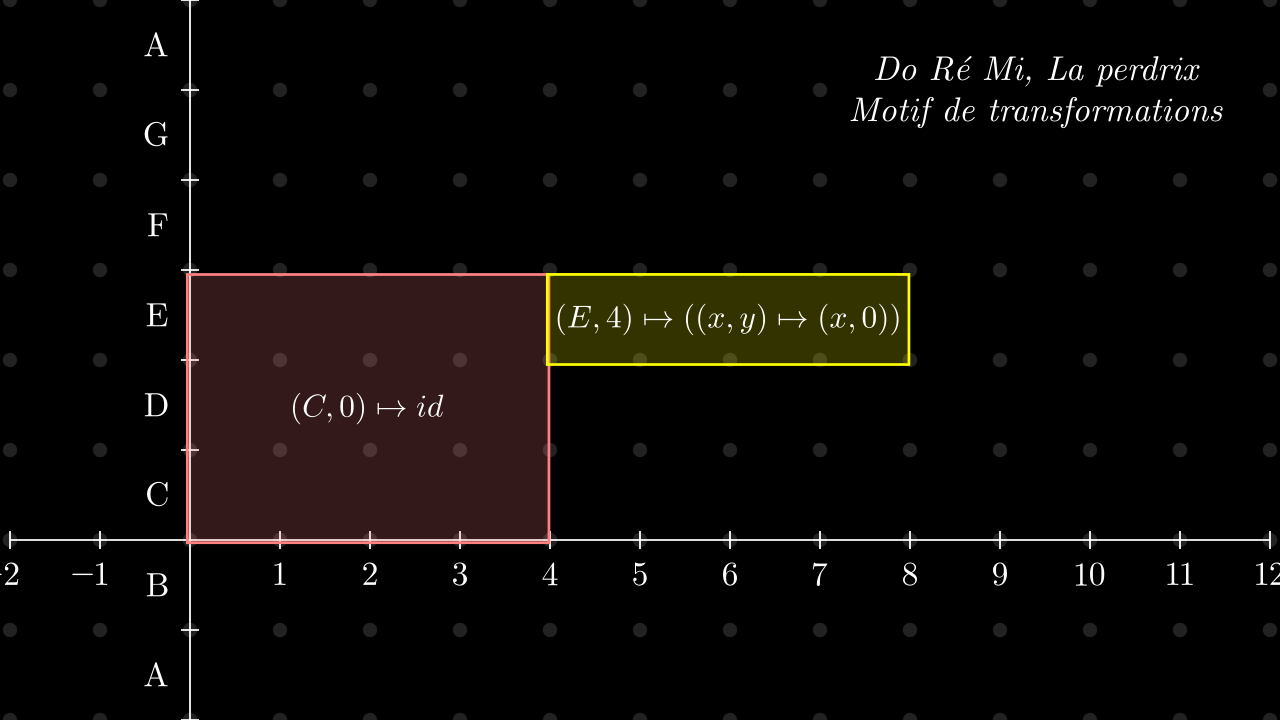 Do Ré Mi, La perdrix
Motif de transformations
A
G
F
E
D
C
B
A
(E, 4) ↦ ((x, y) ↦ (x, 0))
(C, 0) ↦ id
-2 -1 1 2 3 4 5 6 7 8 9 10 11 12